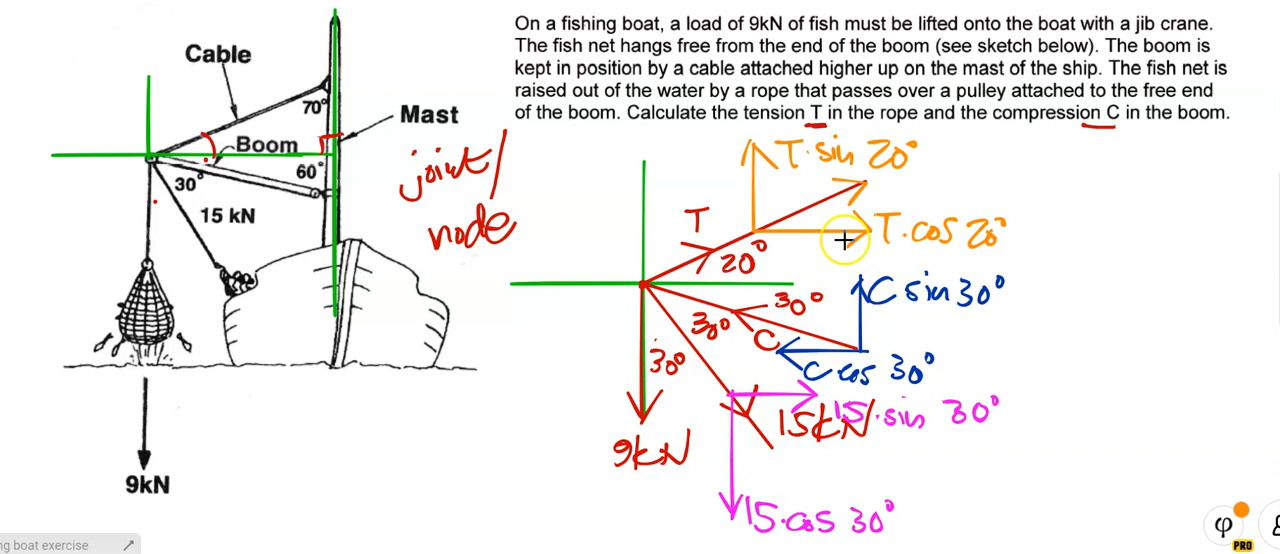 On a fishing boat, a load of 9kN of fish must be lifted onto the boat with a jib crane.
The fish net hangs free from the end of the boom (see sketch below). The boom is
kept in position by a cable attached higher up on the mast of the ship. The fish net is
raised out of the water by a rope that passes over a pulley attached to the free end
of the boom. Calculate the tension T in the rope and the compression C in the boom.
Cable
70°
Mast
Boom
60°
30°
15 kN
9kN
joint/
node
T.sin 20°
T
T.cos 20°
20°
30°
C sin 30°
30°
C
30°
C cos 30°
15kN
15.sin 30°
9kN
15.cos 30°
ng boat exercise
φ
PRO